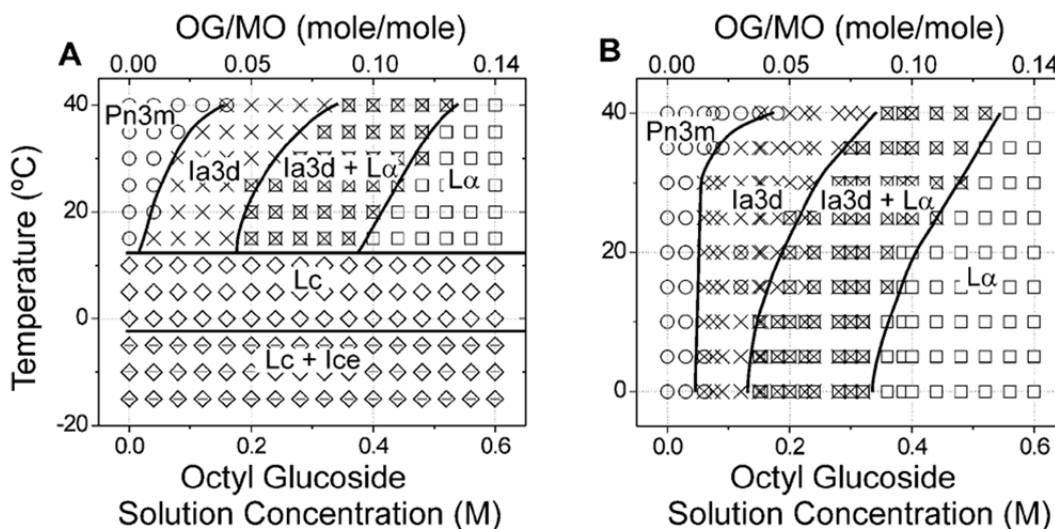 OG/MO (mole/mole)
A
0.00 0.05 0.10 0.14
Temperature (ºC)
40
20
0
-20
Pn3m
Ia3d
Ia3d + Lα
Lα
Lc
Lc + Ice
0.0 0.2 0.4 0.6
Octyl Glucoside
Solution Concentration (M)
OG/MO (mole/mole)
B
0.00 0.05 0.10 0.14
40
20
0
Pn3m
Ia3d
Ia3d + Lα
Lα
0.0 0.2 0.4 0.6
Octyl Glucoside
Solution Concentration (M)